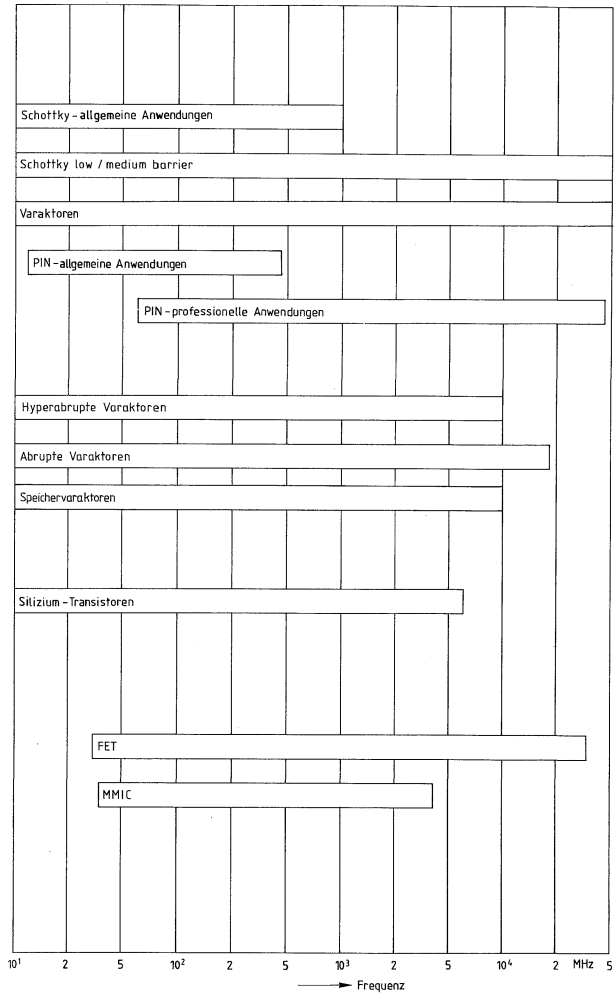 Schottky-allgemeine Anwendungen
Schottky low / medium barrier
Varaktoren
PIN-allgemeine Anwendungen
PIN-professionelle Anwendungen
Hyperabrupte Varaktoren
Abrupte Varaktoren
Speichervaraktoren
Silizium-Transistoren
FET
MMIC
10¹ 2 5 10² 2 5 10³ 2 5 10⁴ 2 MHz 5
Frequenz